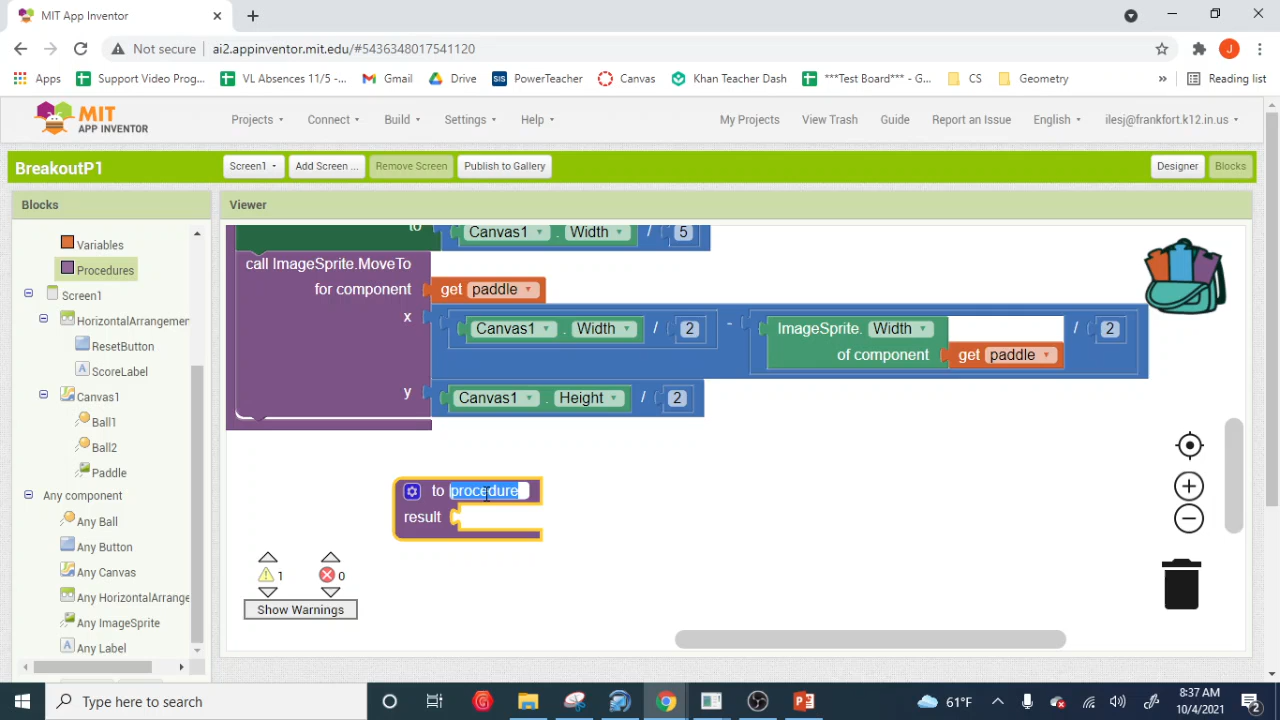 MIT App Inventor
Not secure ai2.appinventor.mit.edu/#5436348017541120
J
Apps Support Video Prog... VL Absences 11/5 -... Gmail Drive SIS PowerTeacher Canvas Khan Teacher Dash ***Test Board*** - G... CS Geometry » Reading list
MIT APP INVENTOR
Projects Connect Build Settings Help My Projects View Trash Guide Report an Issue English ilesj@frankfort.k12.in.us
BreakoutP1 Screen1 Add Screen ... Remove Screen Publish to Gallery Designer Blocks
Blocks
Viewer
Variables
Procedures
Screen1
HorizontalArrangemer
ResetButton
ScoreLabel
Canvas1
Ball1
Ball2
Paddle
Any component
Any Ball
Any Button
Any Canvas
Any HorizontalArrange
Any ImageSprite
Any Label
to Canvas1 . Width / 5
call ImageSprite.MoveTo
for component get paddle
x Canvas1 . Width / 2 - ImageSprite. Width / 2
of component get paddle
y Canvas1 . Height / 2
to procedure
result
1 0
Show Warnings
Type here to search
61°F
8:37 AM
10/4/2021
2